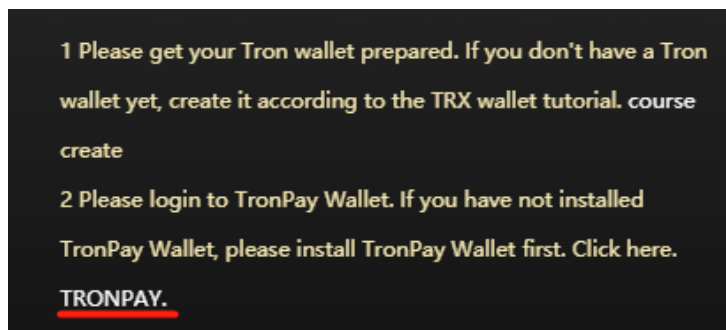 1 Please get your Tron wallet prepared. If you don't have a Tron
wallet yet, create it according to the TRX wallet tutorial. course
create
2 Please login to TronPay Wallet. If you have not installed
TronPay Wallet, please install TronPay Wallet first. Click here.
TRONPAY.